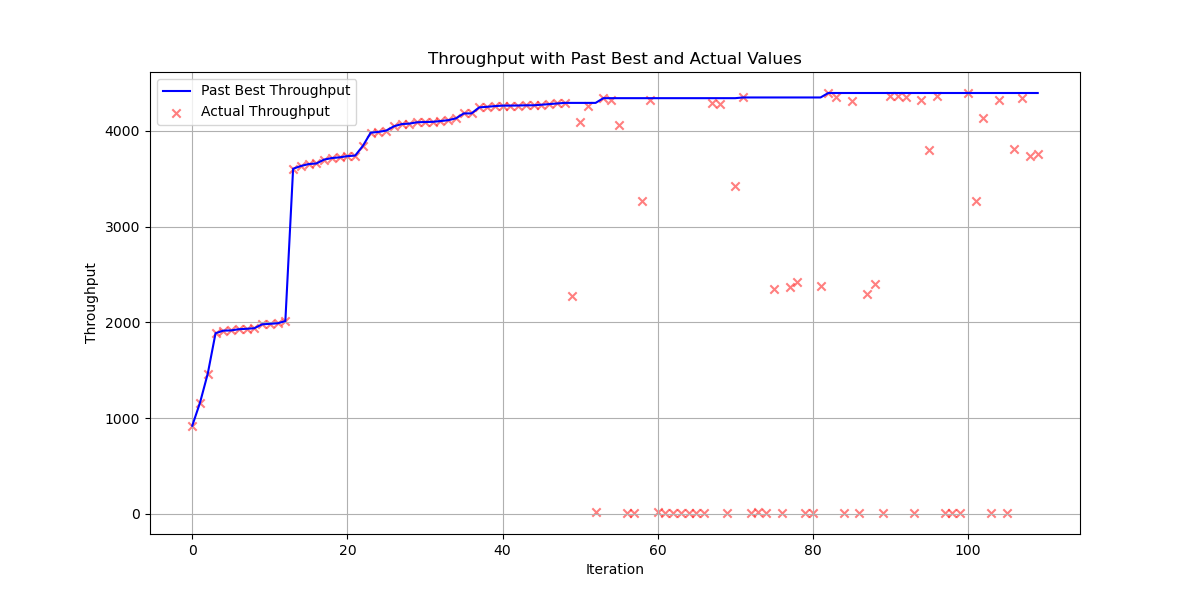 Throughput with Past Best and Actual Values
Past Best Throughput
Actual Throughput
Throughput
4000
3000
2000
1000
0
0 20 40 60 80 100
Iteration